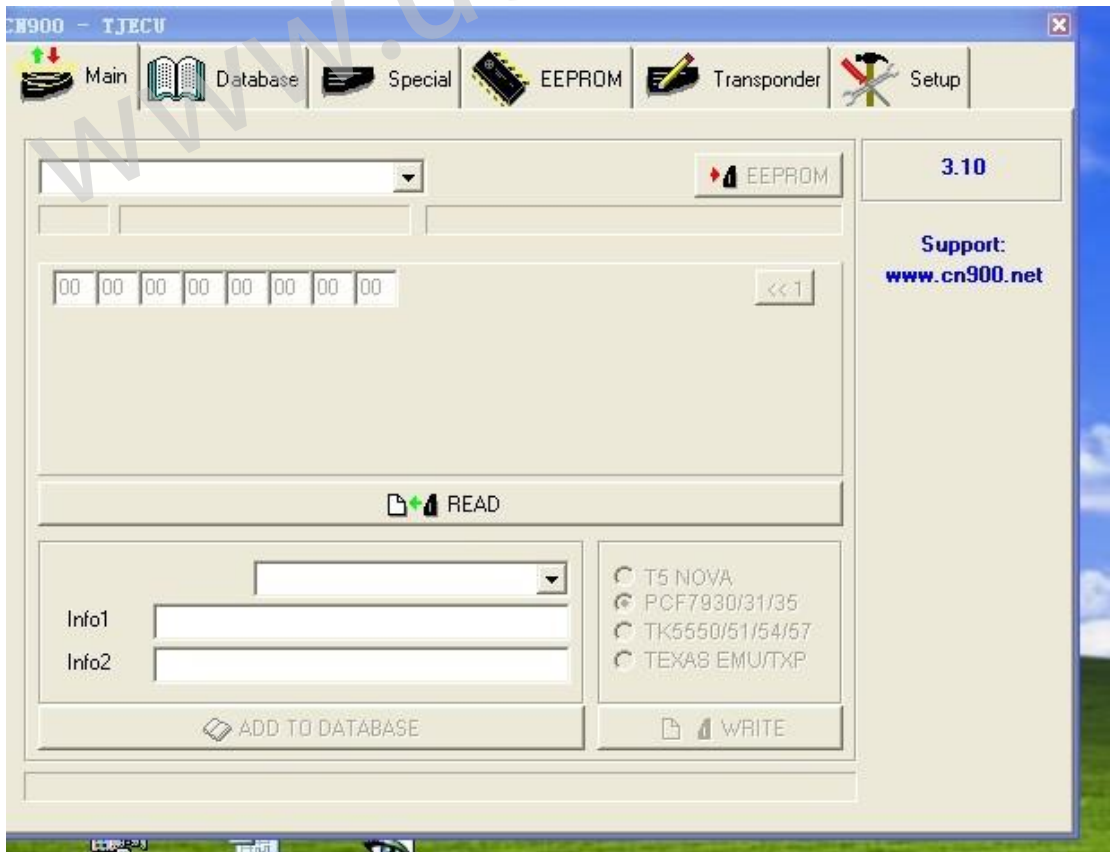 CN900 - TJECU
Main Database Special EEPROM Transponder Setup
EEPROM
3.10
Support:
www.cn900.net
00 00 00 00 00 00 00 00
<< 1
READ
T5 NOVA
PCF7930/31/35
TK5550/51/54/57
TEXAS EMU/TXP
Info1
Info2
ADD TO DATABASE
WRITE